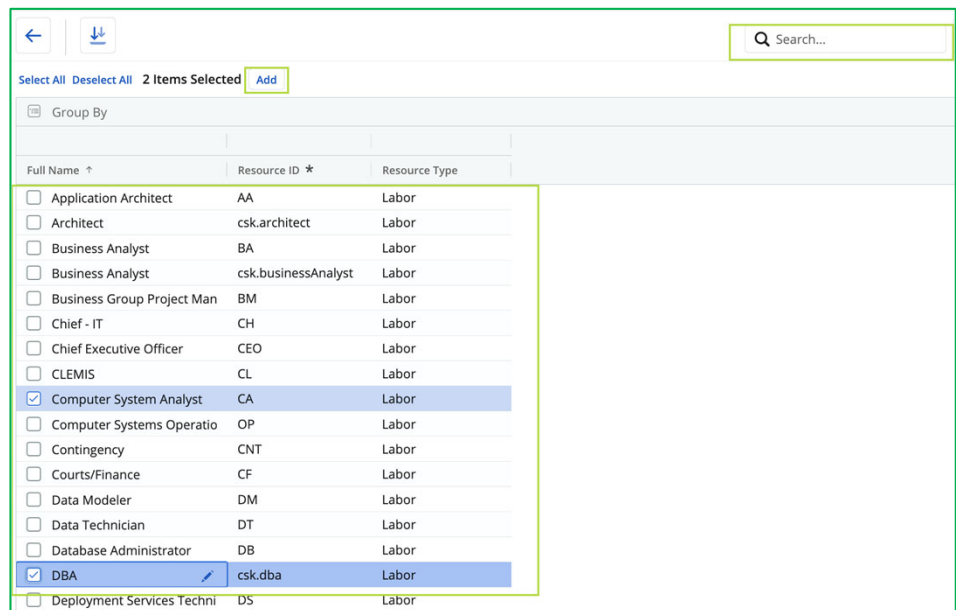 Search...
Select All Deselect All 2 Items Selected Add
Group By
Full Name ↑ Resource ID * Resource Type
Application Architect AA Labor
Architect csk.architect Labor
Business Analyst BA Labor
Business Analyst csk.businessAnalyst Labor
Business Group Project Man BM Labor
Chief - IT CH Labor
Chief Executive Officer CEO Labor
CLEMIS CL Labor
Computer System Analyst CA Labor
Computer Systems Operatio OP Labor
Contingency CNT Labor
Courts/Finance CF Labor
Data Modeler DM Labor
Data Technician DT Labor
Database Administrator DB Labor
DBA csk.dba Labor
Deployment Services Techni DS Labor